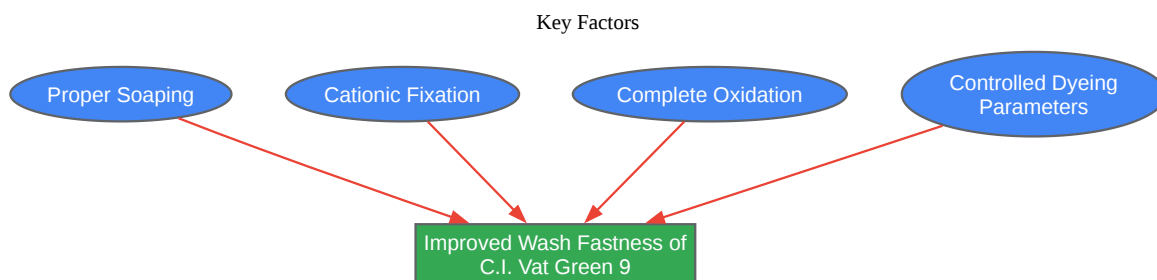 Key Factors
Proper Soaping
Cationic Fixation
Complete Oxidation
Controlled Dyeing
Parameters
Improved Wash Fastness of
C.I. Vat Green 9